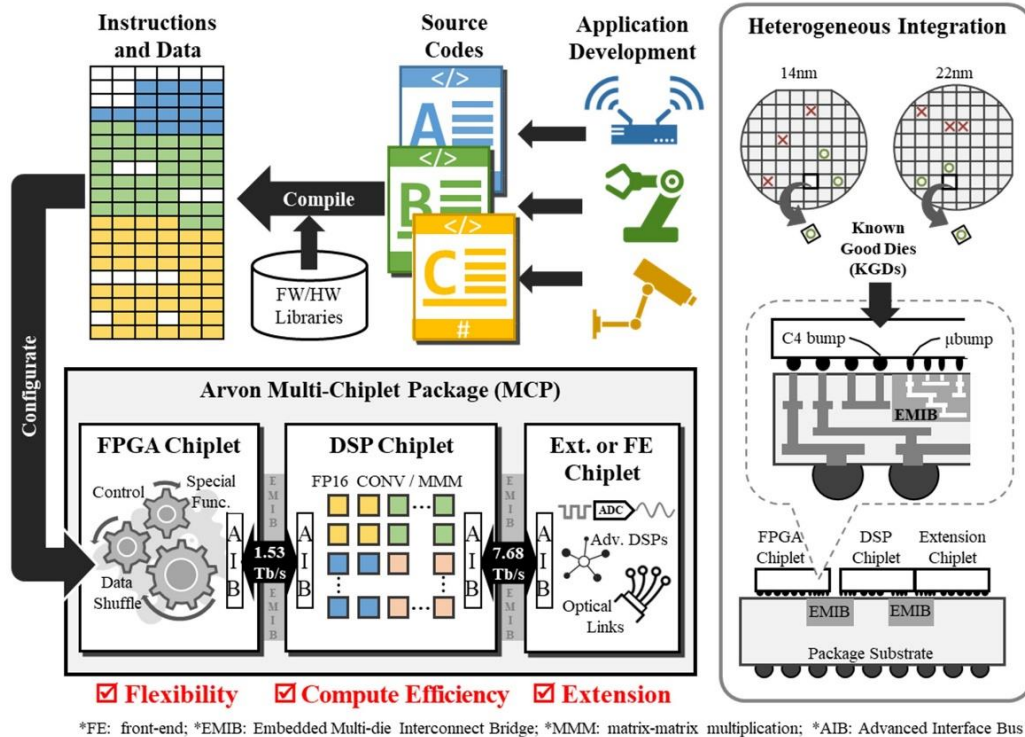 Instructions
and Data
Source
Codes
Application
Development
</>
A
</>
B
</>
C
#
Compile
FW/HW
Libraries
Configurate
Arvon Multi-Chiplet Package (MCP)
FPGA Chiplet
Control
Special
Func.
Data
Shuffle
AIB
EMIB
1.53
Tb/s
EMIB
DSP Chiplet
FP16 CONV / MMM
AIB
AIB
EMIB
7.68
Tb/s
EMIB
Ext. or FE
Chiplet
AIB
ADC
Adv. DSPs
Optical
Links
☑ Flexibility
☑ Compute Efficiency
☑ Extension
Heterogeneous Integration
14nm
22nm
Known
Good Dies
(KGDs)
C4 bump
μbump
EMIB
FPGA
Chiplet
DSP
Chiplet
Extension
Chiplet
EMIB
EMIB
Package Substrate
*FE: front-end; *EMIB: Embedded Multi-die Interconnect Bridge; *MMM: matrix-matrix multiplication; *AIB: Advanced Interface Bus